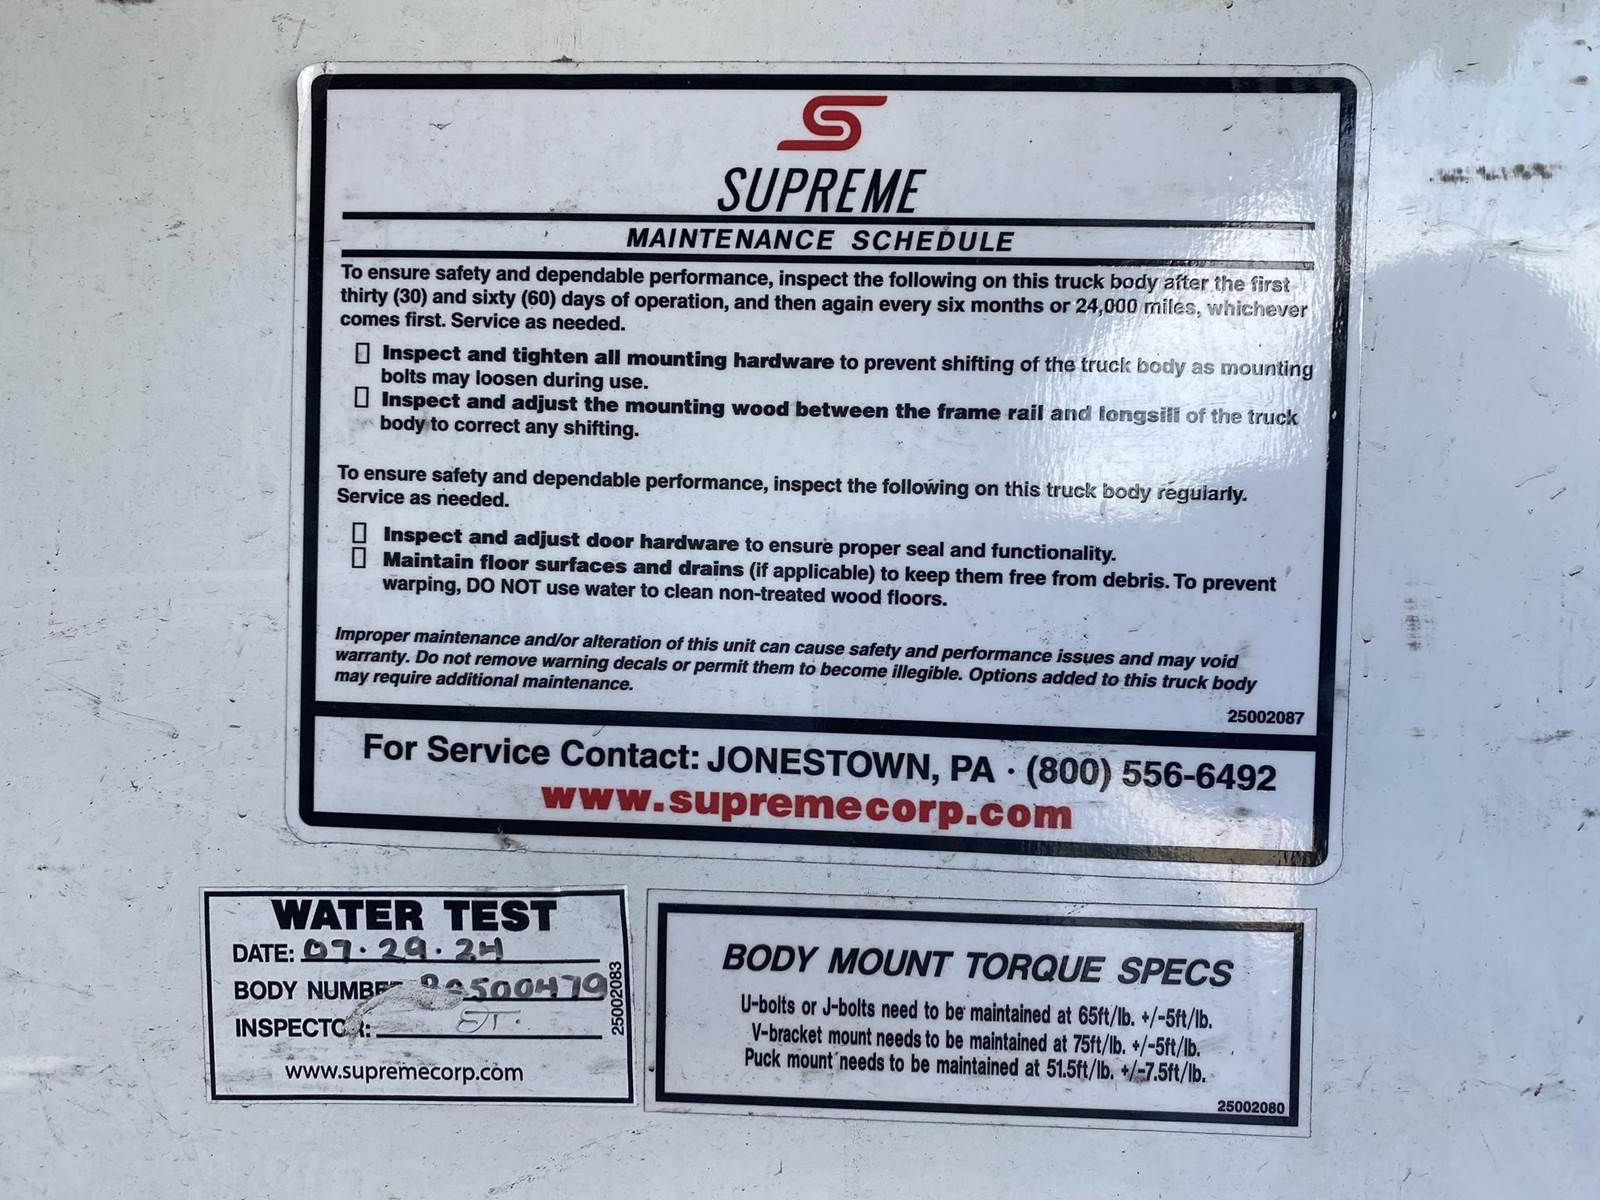 SUPREME
MAINTENANCE SCHEDULE
To ensure safety and dependable performance, inspect the following on this truck body after the first
thirty (30) and sixty (60) days of operation, and then again every six months or 24,000 miles, whichever
comes first. Service as needed.
Inspect and tighten all mounting hardware to prevent shifting of the truck body as mounting
bolts may loosen during use.
Inspect and adjust the mounting wood between the frame rail and longsill of the truck
body to correct any shifting.
To ensure safety and dependable performance, inspect the following on this truck body regularly.
Service as needed.
Inspect and adjust door hardware to ensure proper seal and functionality.
Maintain floor surfaces and drains (if applicable) to keep them free from debris. To prevent
warping, DO NOT use water to clean non-treated wood floors.
Improper maintenance and/or alteration of this unit can cause safety and performance issues and may void
warranty. Do not remove warning decals or permit them to become illegible. Options added to this truck body
may require additional maintenance.
25002087
For Service Contact: JONESTOWN, PA · (800) 556-6492
www.supremecorp.com
WATER TEST
DATE: 07·29·24
BODY NUMBER
INSPECTOR:
www.supremecorp.com
25002083
BODY MOUNT TORQUE SPECS
U-bolts or J-bolts need to be maintained at 65ft/lb. +/-5ft/lb.
V-bracket mount needs to be maintained at 75ft/lb. +/-5ft/lb.
Puck mount needs to be maintained at 51.5ft/lb. +/-7.5ft/lb.
25002080